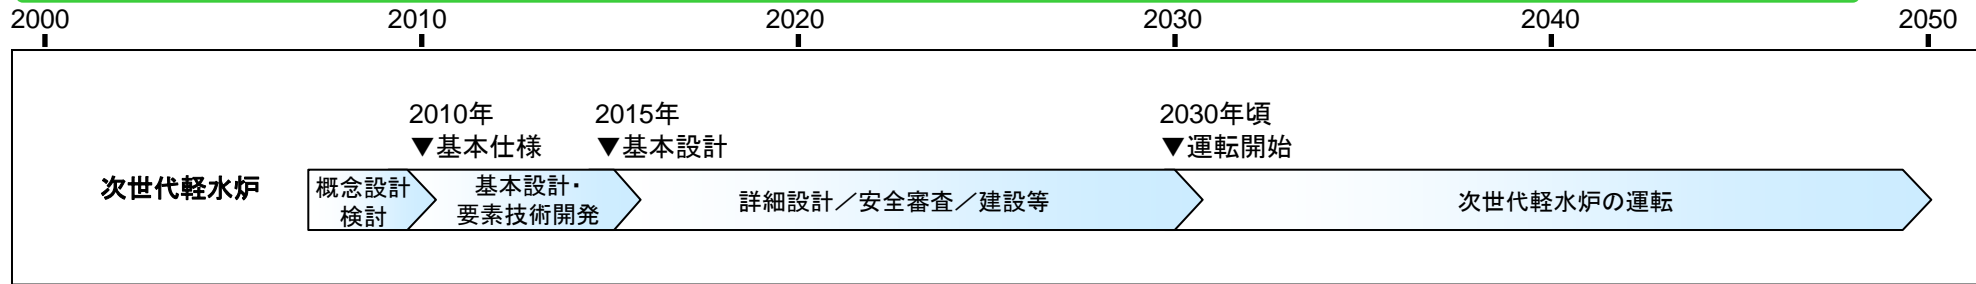 2000 2010 2020 2030 2040 2050
2010年 2015年 2030年頃
▼基本仕様 ▼基本設計 ▼運転開始
次世代軽水炉
概念設計
検討
基本設計・
要素技術開発
詳細設計／安全審査／建設等
次世代軽水炉の運転